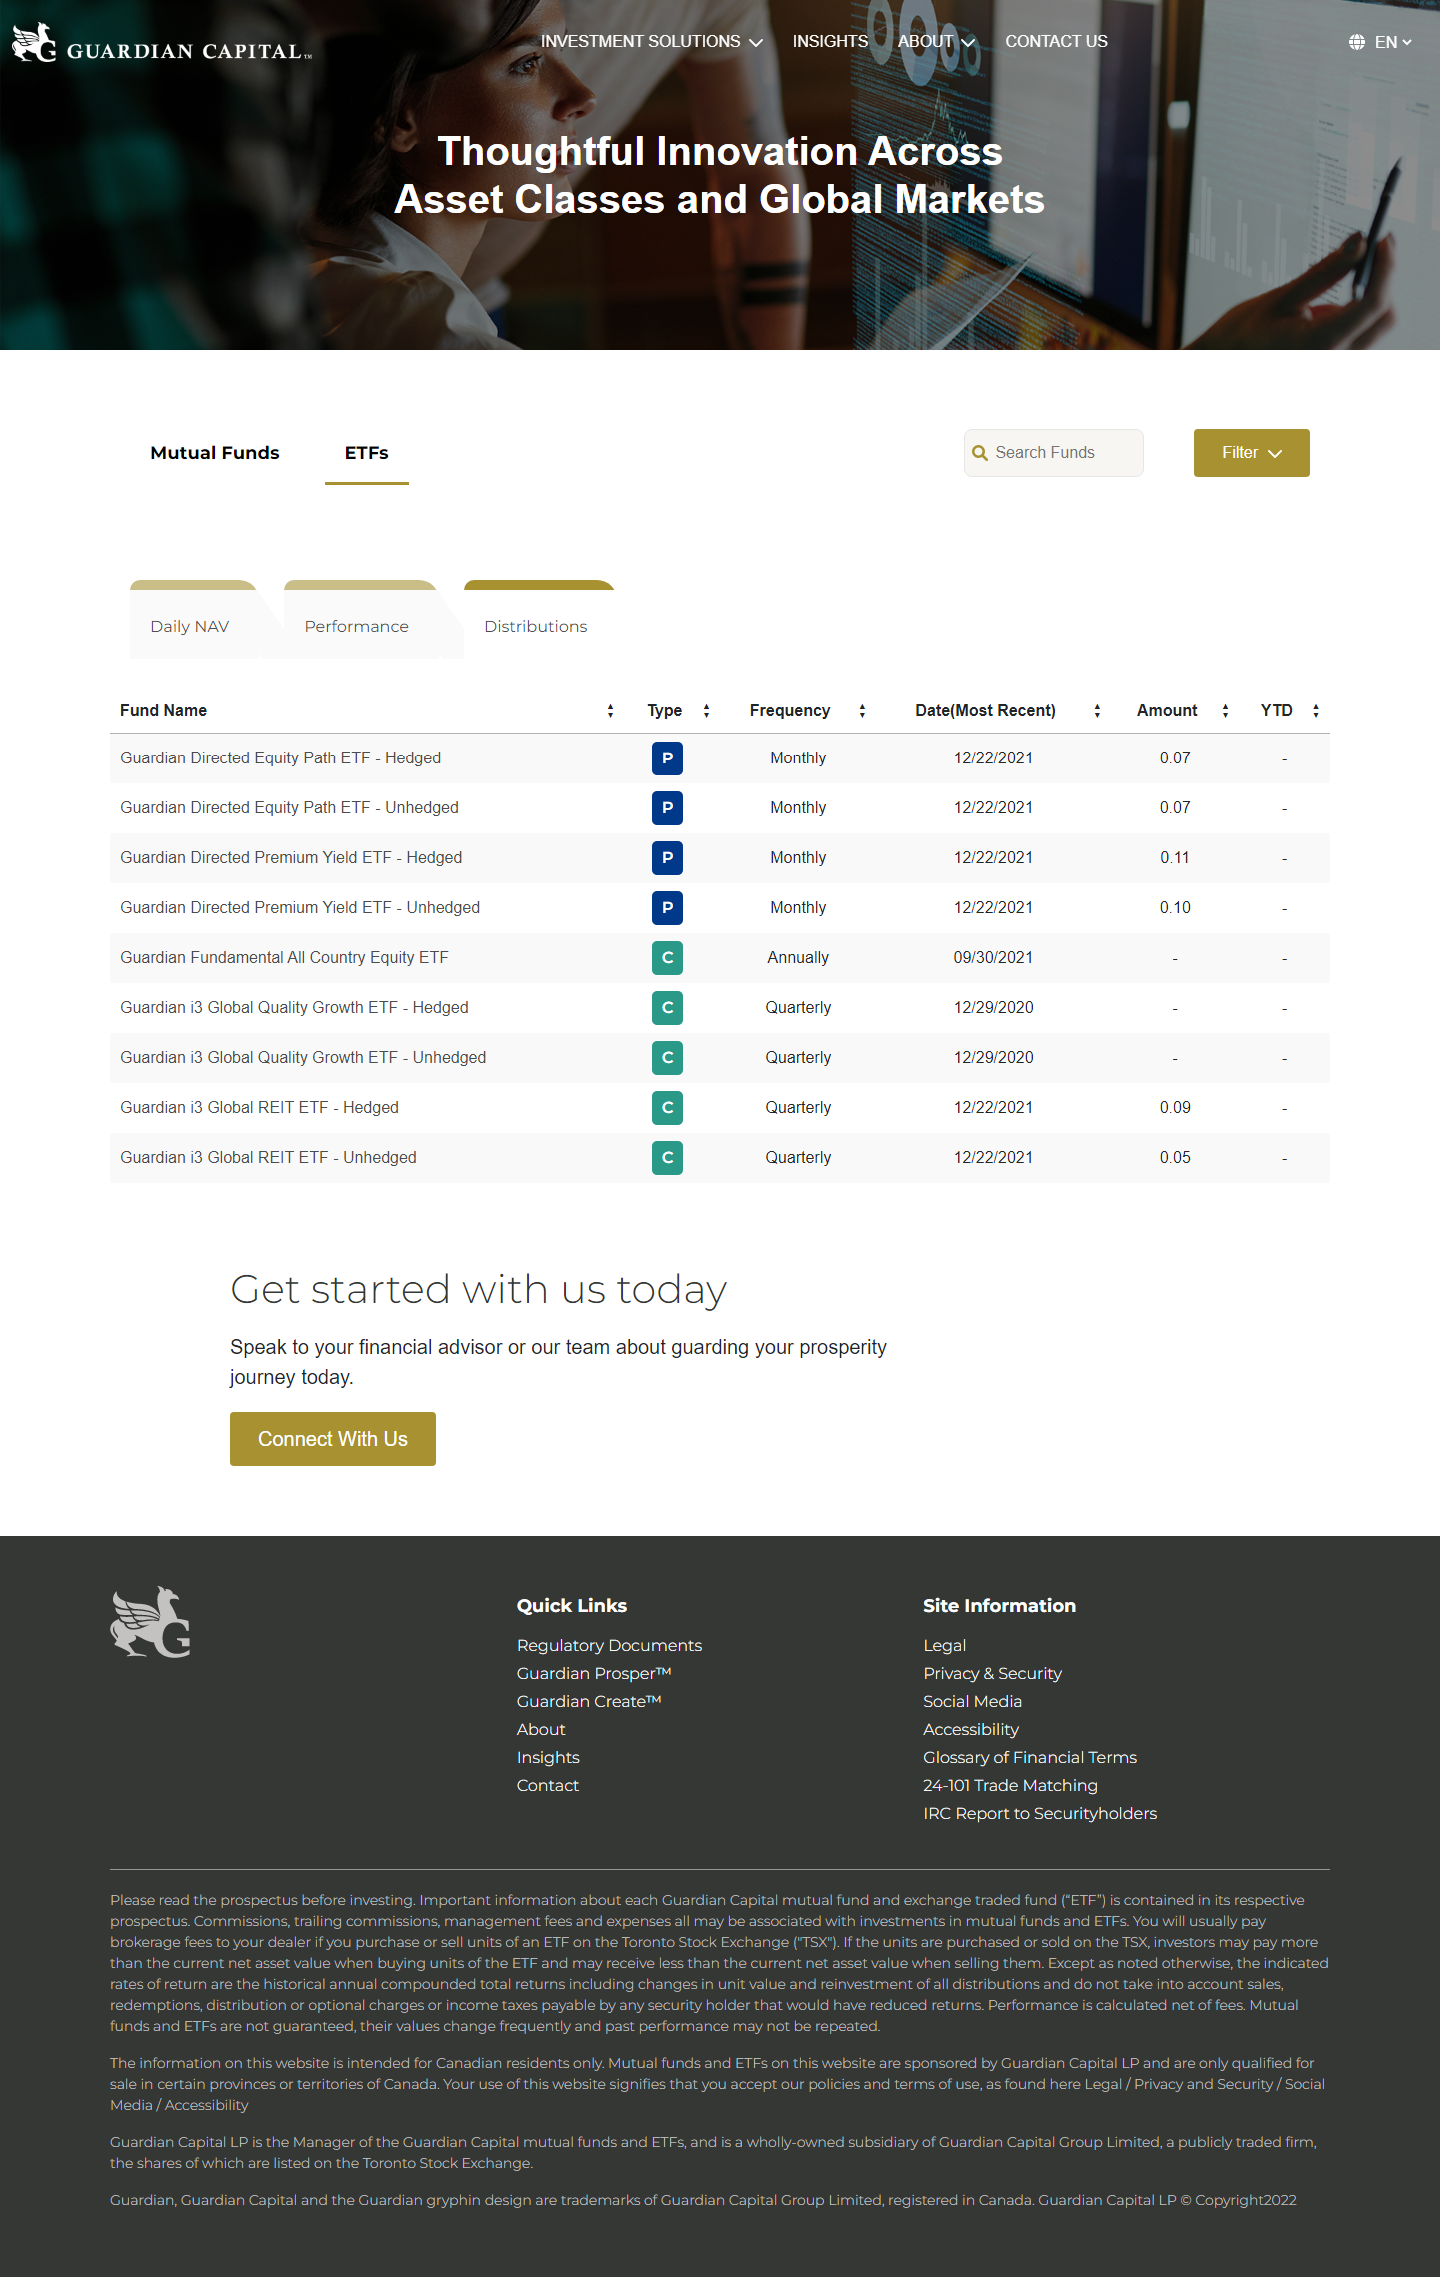 GUARDIAN CAPITAL™
INVESTMENT SOLUTIONS INSIGHTS ABOUT CONTACT US
EN
Thoughtful Innovation Across
Asset Classes and Global Markets
Mutual Funds ETFs
Search Funds
Filter
Daily NAV Performance Distributions
Fund Name Type Frequency Date(Most Recent) Amount YTD
Guardian Directed Equity Path ETF - Hedged P Monthly 12/22/2021 0.07 -
Guardian Directed Equity Path ETF - Unhedged P Monthly 12/22/2021 0.07 -
Guardian Directed Premium Yield ETF - Hedged P Monthly 12/22/2021 0.11 -
Guardian Directed Premium Yield ETF - Unhedged P Monthly 12/22/2021 0.10 -
Guardian Fundamental All Country Equity ETF C Annually 09/30/2021 - -
Guardian i3 Global Quality Growth ETF - Hedged C Quarterly 12/29/2020 - -
Guardian i3 Global Quality Growth ETF - Unhedged C Quarterly 12/29/2020 - -
Guardian i3 Global REIT ETF - Hedged C Quarterly 12/22/2021 0.09 -
Guardian i3 Global REIT ETF - Unhedged C Quarterly 12/22/2021 0.05 -
Get started with us today
Speak to your financial advisor or our team about guarding your prosperity
journey today.
Connect With Us
G
Quick Links
Regulatory Documents
Guardian Prosper™
Guardian Create™
About
Insights
Contact
Site Information
Legal
Privacy & Security
Social Media
Accessibility
Glossary of Financial Terms
24-101 Trade Matching
IRC Report to Securityholders
Please read the prospectus before investing. Important information about each Guardian Capital mutual fund and exchange traded fund (“ETF”) is contained in its respective
prospectus. Commissions, trailing commissions, management fees and expenses all may be associated with investments in mutual funds and ETFs. You will usually pay
brokerage fees to your dealer if you purchase or sell units of an ETF on the Toronto Stock Exchange ("TSX"). If the units are purchased or sold on the TSX, investors may pay more
than the current net asset value when buying units of the ETF and may receive less than the current net asset value when selling them. Except as noted otherwise, the indicated
rates of return are the historical annual compounded total returns including changes in unit value and reinvestment of all distributions and do not take into account sales,
redemptions, distribution or optional charges or income taxes payable by any security holder that would have reduced returns. Performance is calculated net of fees. Mutual
funds and ETFs are not guaranteed, their values change frequently and past performance may not be repeated.
The information on this website is intended for Canadian residents only. Mutual funds and ETFs on this website are sponsored by Guardian Capital LP and are only qualified for
sale in certain provinces or territories of Canada. Your use of this website signifies that you accept our policies and terms of use, as found here Legal / Privacy and Security / Social
Media / Accessibility
Guardian Capital LP is the Manager of the Guardian Capital mutual funds and ETFs, and is a wholly-owned subsidiary of Guardian Capital Group Limited, a publicly traded firm,
the shares of which are listed on the Toronto Stock Exchange.
Guardian, Guardian Capital and the Guardian gryphin design are trademarks of Guardian Capital Group Limited, registered in Canada. Guardian Capital LP © Copyright2022